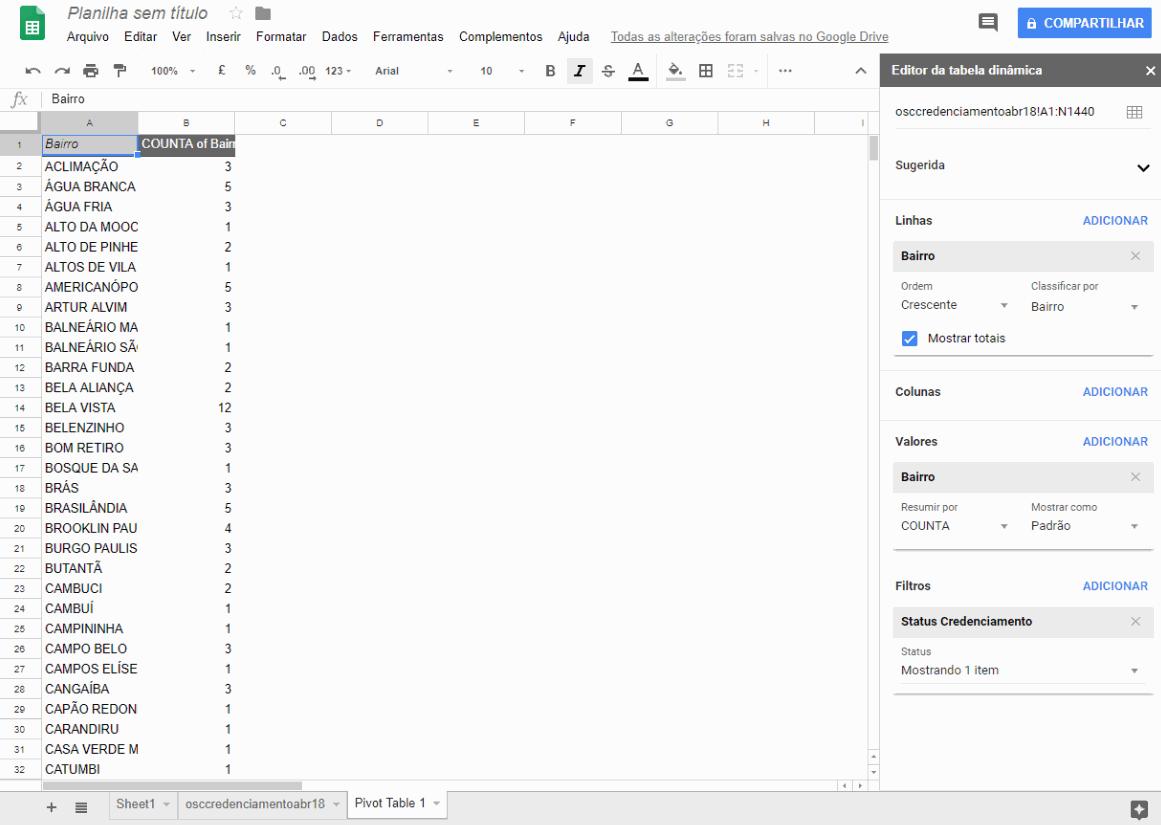 Planilha sem título
Arquivo Editar Ver Inserir Formatar Dados Ferramentas Complementos Ajuda Todas as alterações foram salvas no Google Drive
COMPARTILHAR
100% £ % .0 .00 123 Arial 10 B I S A
fx Bairro
A B C D E F G H I
1 Bairro COUNTA of Bairr
2 ACLIMAÇÃO 3
3 ÁGUA BRANCA 5
4 ÁGUA FRIA 3
5 ALTO DA MOOC 1
6 ALTO DE PINHE 2
7 ALTOS DE VILA 1
8 AMERICANÓPO 5
9 ARTUR ALVIM 3
10 BALNEÁRIO MA 1
11 BALNEÁRIO SÃ 1
12 BARRA FUNDA 2
13 BELA ALIANÇA 2
14 BELA VISTA 12
15 BELENZINHO 3
16 BOM RETIRO 3
17 BOSQUE DA SA 1
18 BRÁS 3
19 BRASILÂNDIA 5
20 BROOKLIN PAU 4
21 BURGO PAULIS 3
22 BUTANTÃ 2
23 CAMBUCI 2
24 CAMBUÍ 1
25 CAMPININHA 1
26 CAMPO BELO 3
27 CAMPOS ELÍSE 1
28 CANGAÍBA 3
29 CAPÃO REDON 1
30 CARANDIRU 1
31 CASA VERDE M 1
32 CATUMBI 1
Sheet1 osccredenciamentoabr18 Pivot Table 1
Editor da tabela dinâmica
osccredenciamentoabr18!A1:N1440
Sugerida
Linhas ADICIONAR
Bairro
Ordem Classificar por
Crescente Bairro
Mostrar totais
Colunas ADICIONAR
Valores ADICIONAR
Bairro
Resumir por Mostrar como
COUNTA Padrão
Filtros ADICIONAR
Status Credenciamento
Status
Mostrando 1 item